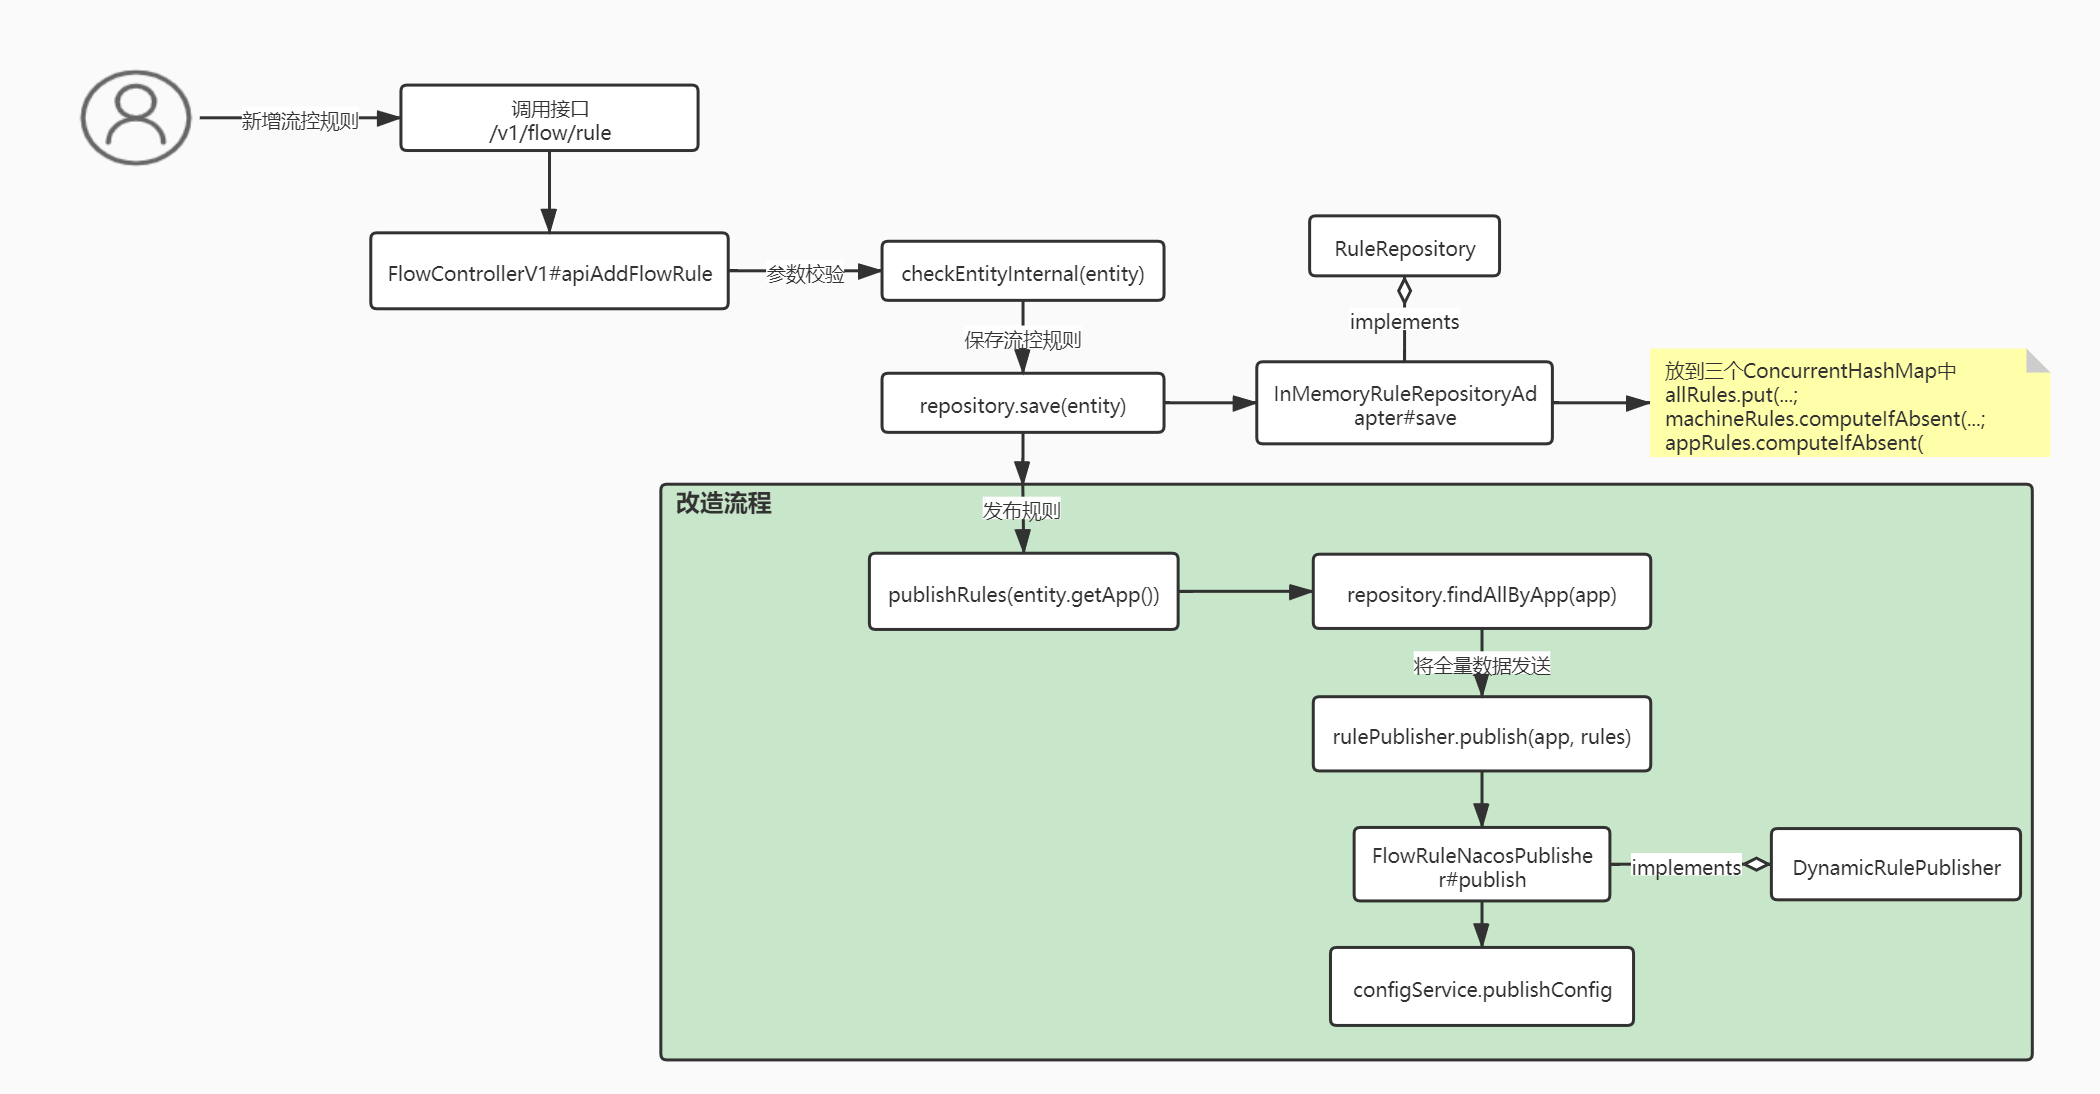 新增流控规则
调用接口
/v1/flow/rule
FlowControllerV1#apiAddFlowRule
参数校验
checkEntityInternal(entity)
保存流控规则
repository.save(entity)
RuleRepository
implements
InMemoryRuleRepositoryAd
apter#save
放到三个ConcurrentHashMap中
allRules.put(...;
machineRules.computeIfAbsent(...;
appRules.computeIfAbsent(
改造流程
发布规则
publishRules(entity.getApp())
repository.findAllByApp(app)
将全量数据发送
rulePublisher.publish(app, rules)
FlowRuleNacosPublishe
r#publish
implements
DynamicRulePublisher
configService.publishConfig